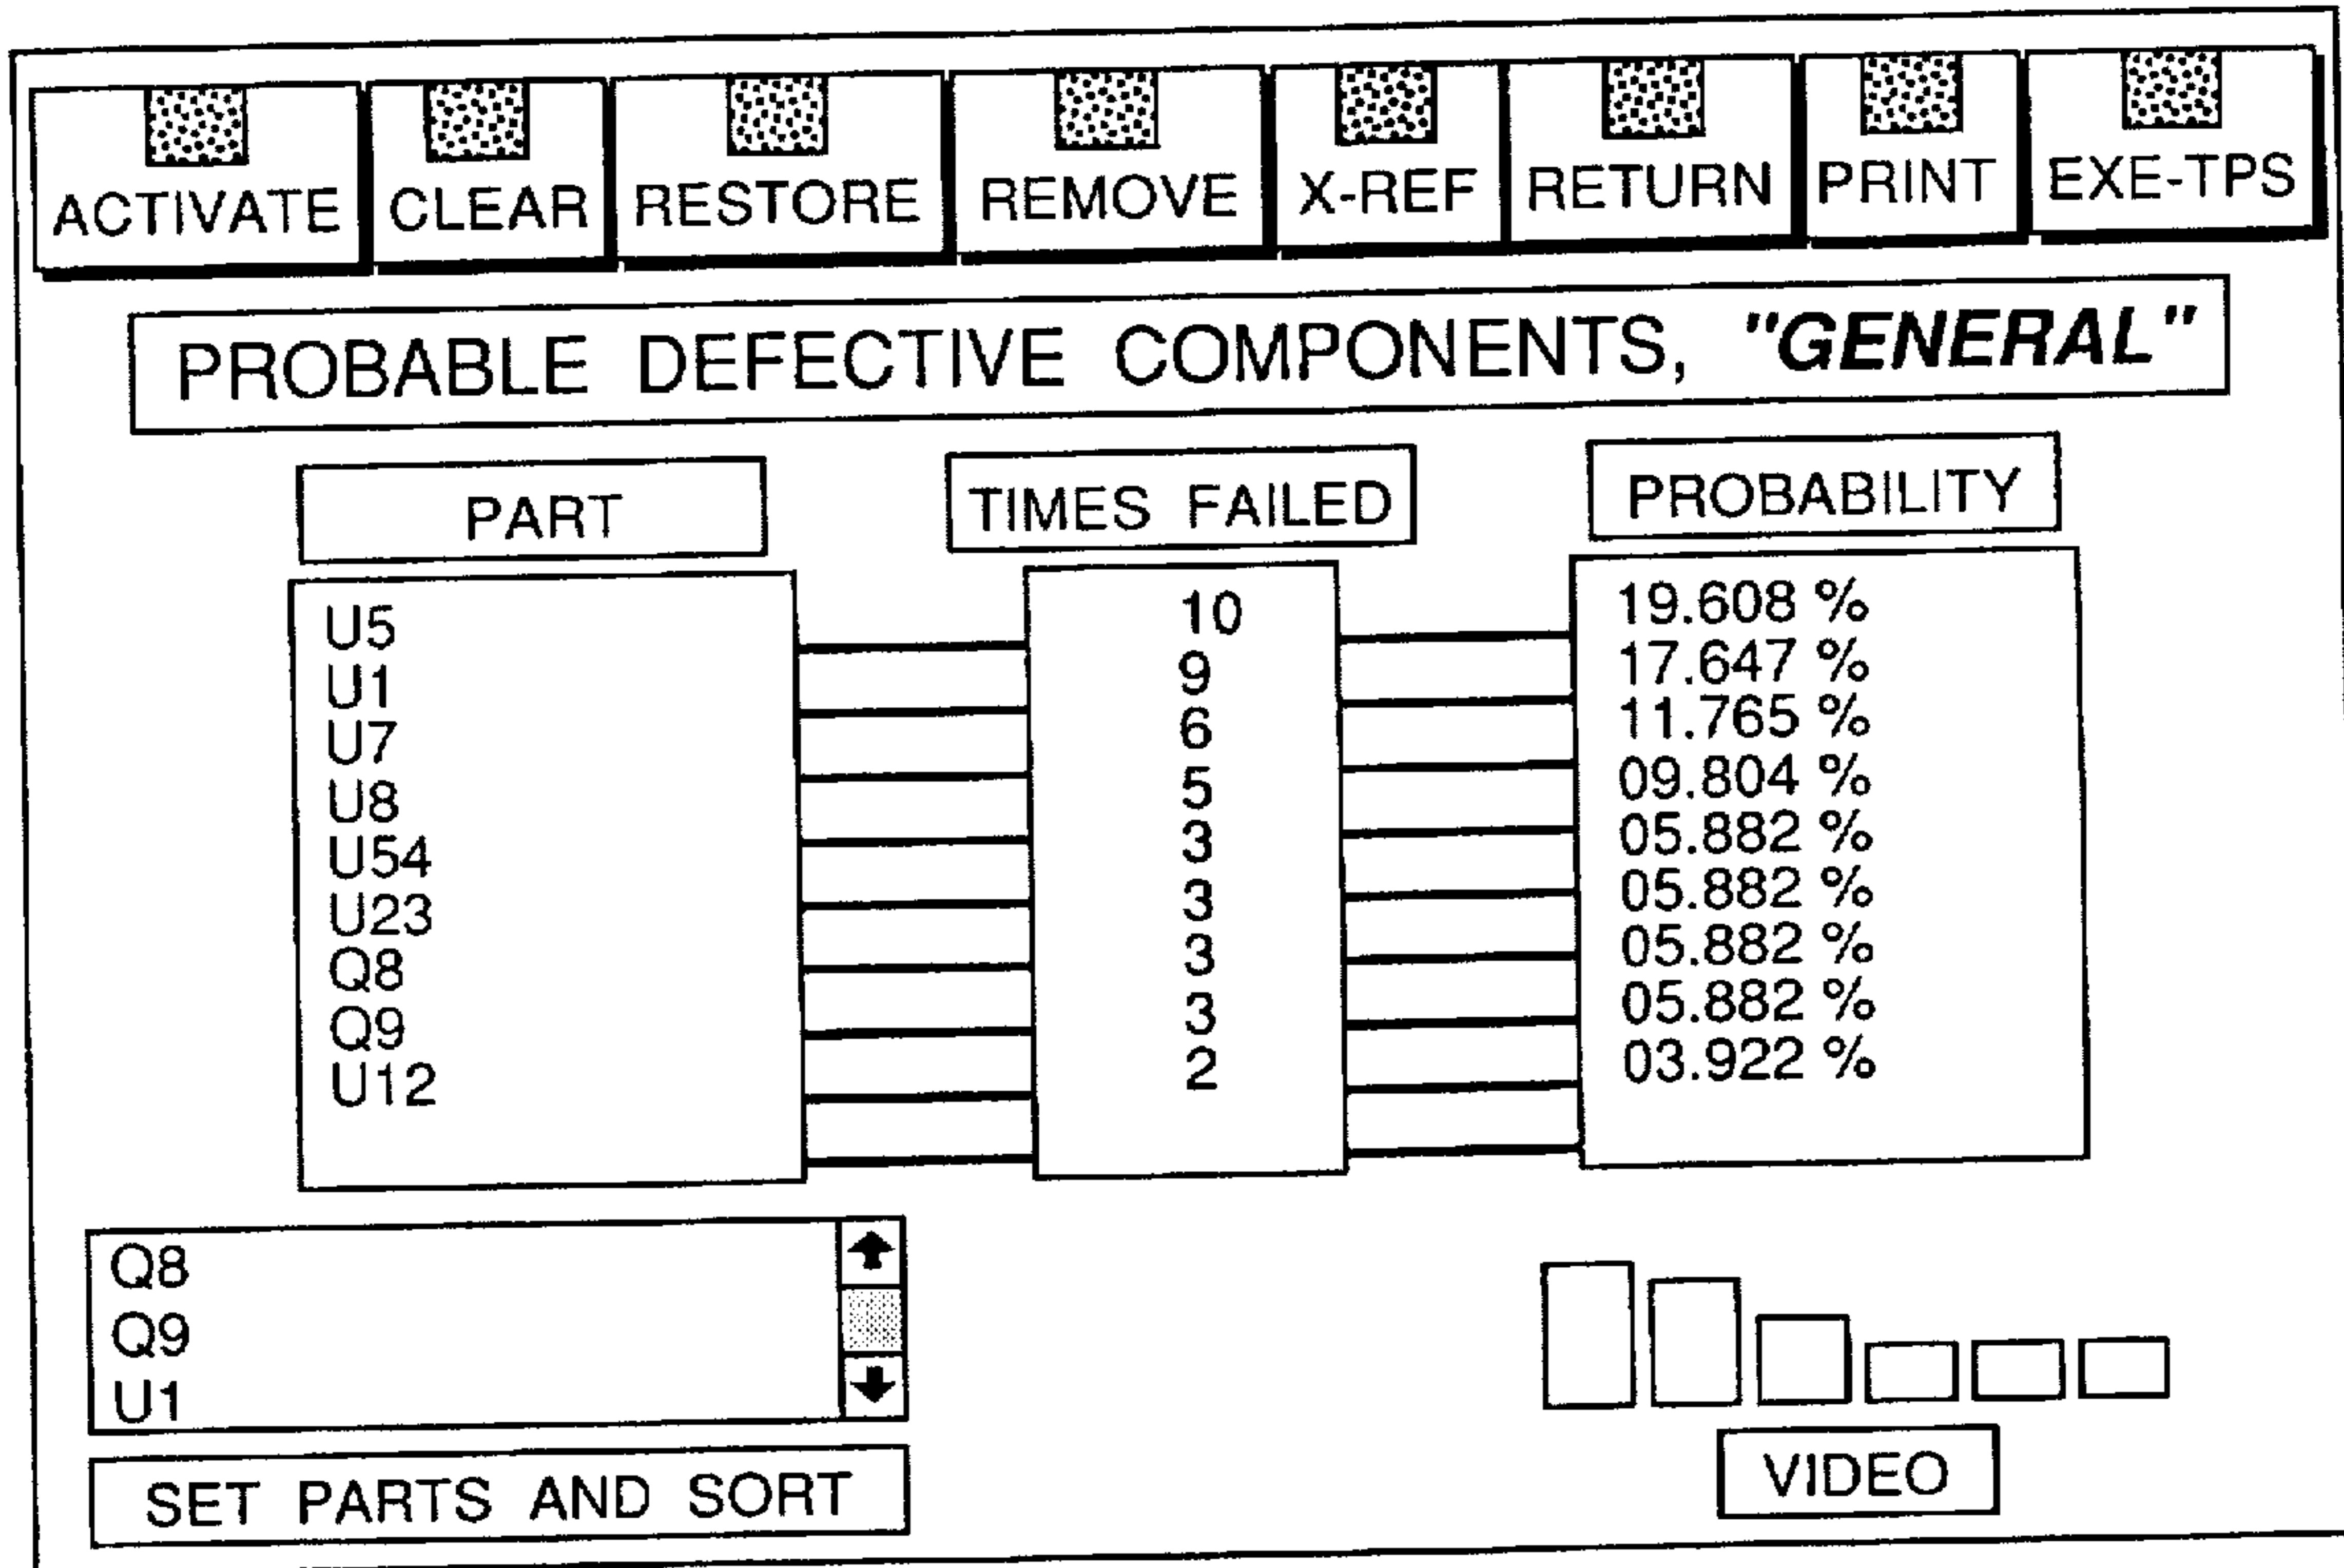 ACTIVATE CLEAR RESTORE REMOVE X-REF RETURN PRINT EXE-TPS
PROBABLE DEFECTIVE COMPONENTS, "GENERAL"
PART TIMES FAILED PROBABILITY
U5 10 19.608 %
U1 9 17.647 %
U7 6 11.765 %
U8 5 09.804 %
U54 3 05.882 %
U23 3 05.882 %
Q8 3 05.882 %
Q9 3 05.882 %
U12 2 03.922 %
Q8
Q9
U1
SET PARTS AND SORT
VIDEO